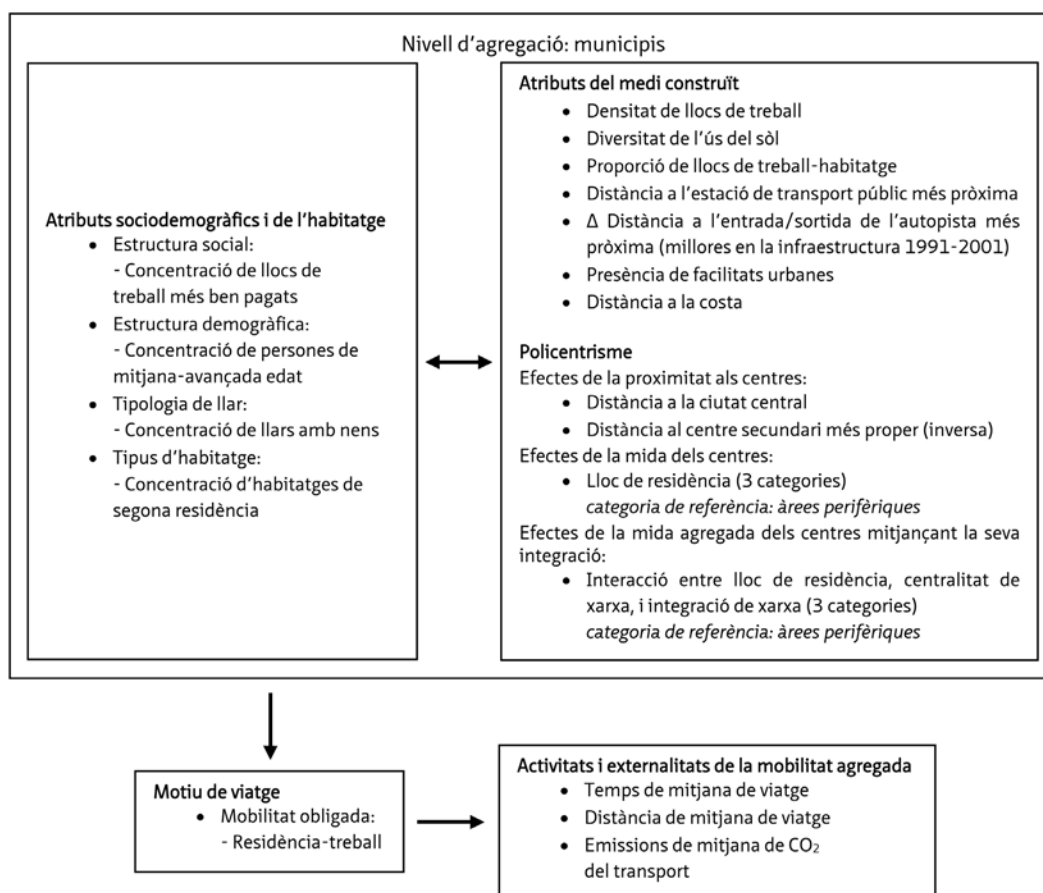 Nivell d'agregació: municipis
Atributs sociodemogràfics i de l'habitatge
• Estructura social:
- Concentració de llocs de
treball més ben pagats
• Estructura demogràfica:
- Concentració de persones de
mitjana-avançada edat
• Tipologia de llar:
- Concentració de llars amb nens
• Tipus d'habitatge:
- Concentració d'habitatges de
segona residència
Atributs del medi construït
• Densitat de llocs de treball
• Diversitat de l'ús del sòl
• Proporció de llocs de treball-habitatge
• Distància a l'estació de transport públic més pròxima
• Δ Distància a l'entrada/sortida de l'autopista més
pròxima (millores en la infraestructura 1991-2001)
• Presència de facilitats urbanes
• Distància a la costa
Policentrisme
Efectes de la proximitat als centres:
• Distància a la ciutat central
• Distància al centre secundari més proper (inversa)
Efectes de la mida dels centres:
• Lloc de residència (3 categories)
categoria de referència: àrees perifèriques
Efectes de la mida agregada dels centres mitjançant la seva
integració:
• Interacció entre lloc de residència, centralitat de
xarxa, i integració de xarxa (3 categories)
categoria de referència: àrees perifèriques
Motiu de viatge
• Mobilitat obligada:
- Residència-treball
Activitats i externalitats de la mobilitat agregada
• Temps de mitjana de viatge
• Distància de mitjana de viatge
• Emissions de mitjana de CO₂
del transport